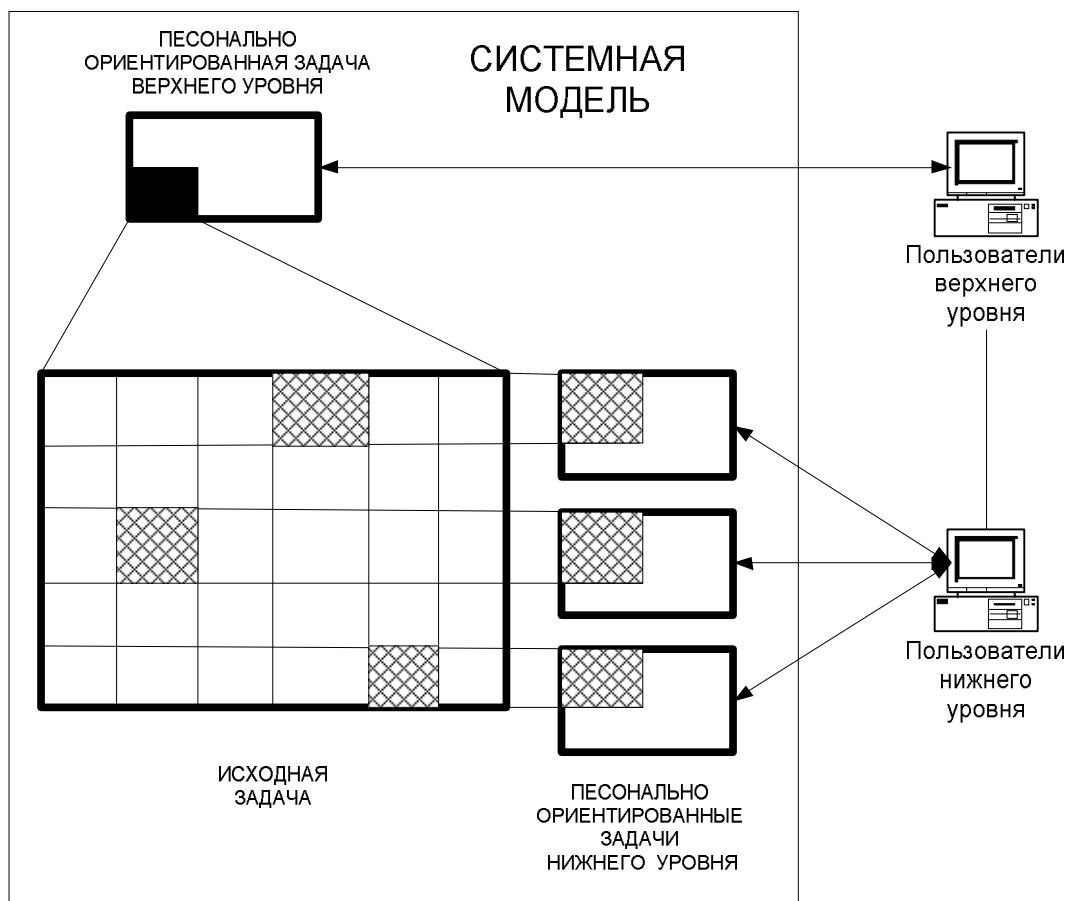 ПЕСОНАЛЬНО
ОРИЕНТИРОВАННАЯ ЗАДАЧА
ВЕРХНЕГО УРОВНЯ
СИСТЕМНАЯ
МОДЕЛЬ
Пользователи
верхнего
уровня
Пользователи
нижнего
уровня
ИСХОДНАЯ
ЗАДАЧА
ПЕСОНАЛЬНО
ОРИЕНТИРОВАННЫЕ
ЗАДАЧИ
НИЖНЕГО УРОВНЯ